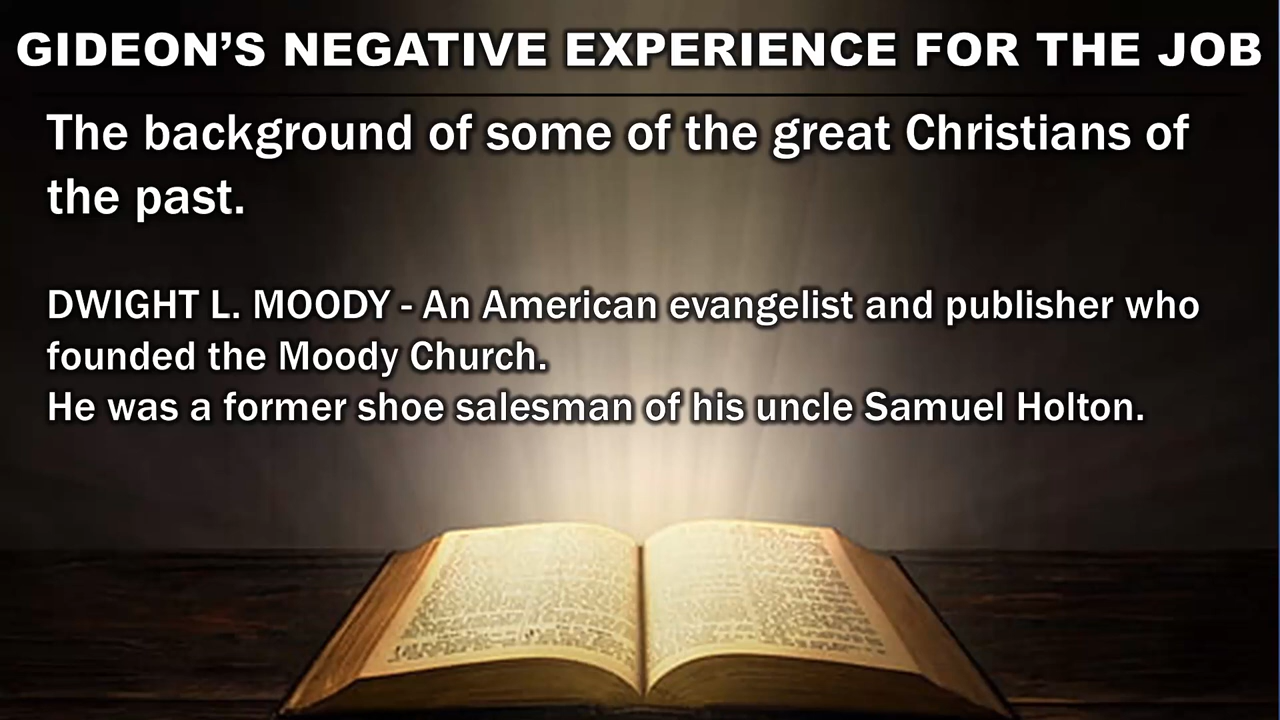 GIDEON’S NEGATIVE EXPERIENCE FOR THE JOB
The background of some of the great Christians of
the past.
DWIGHT L. MOODY - An American evangelist and publisher who
founded the Moody Church.
He was a former shoe salesman of his uncle Samuel Holton.